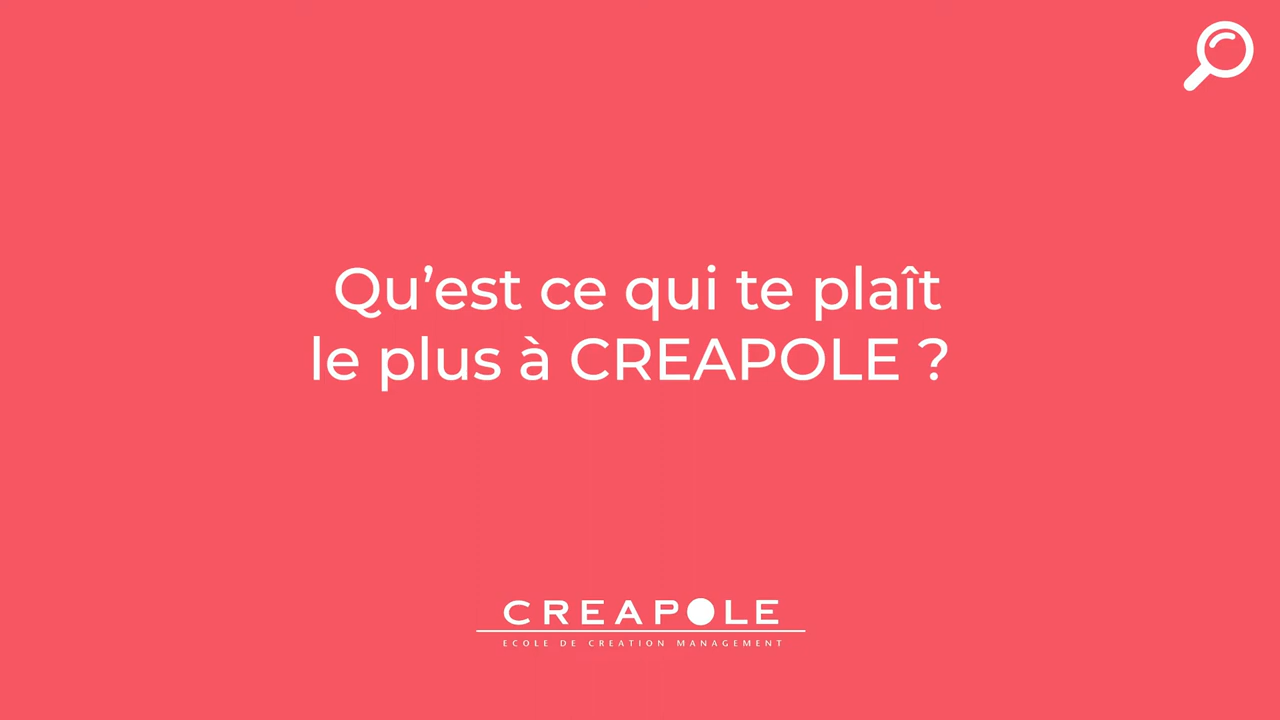 Qu’est ce qui te plaît
le plus à CREAPOLE ?
CREAPOLE
ECOLE DE CREATION MANAGEMENT